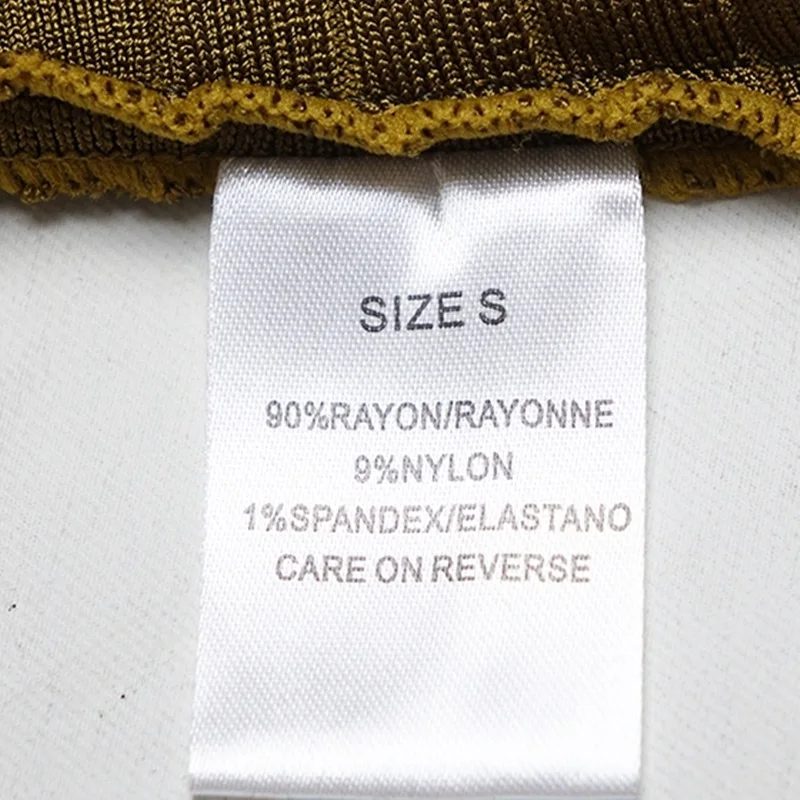 SIZE S
90%RAYON/RAYONNE
9%NYLON
1%SPANDEX/ELASTANO
CARE ON REVERSE